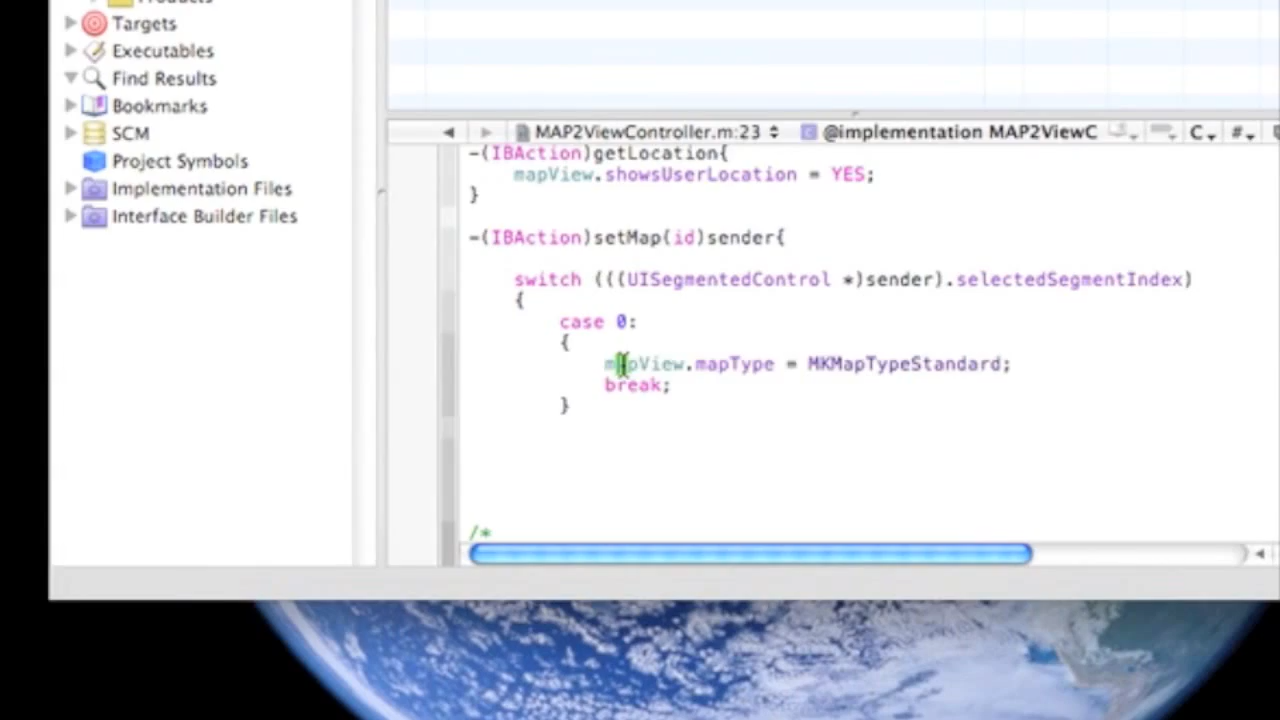 Products
Targets
Executables
Find Results
Bookmarks
SCM
Project Symbols
Implementation Files
Interface Builder Files
MAP2ViewController.m:23 @implementation MAP2ViewC C #
-(IBAction)getLocation{
mapView.showsUserLocation = YES;
}
-(IBAction)setMap(id)sender{
switch (((UISegmentedControl *)sender).selectedSegmentIndex)
{
case 0:
{
mapView.mapType = MKMapTypeStandard;
break;
}
/*